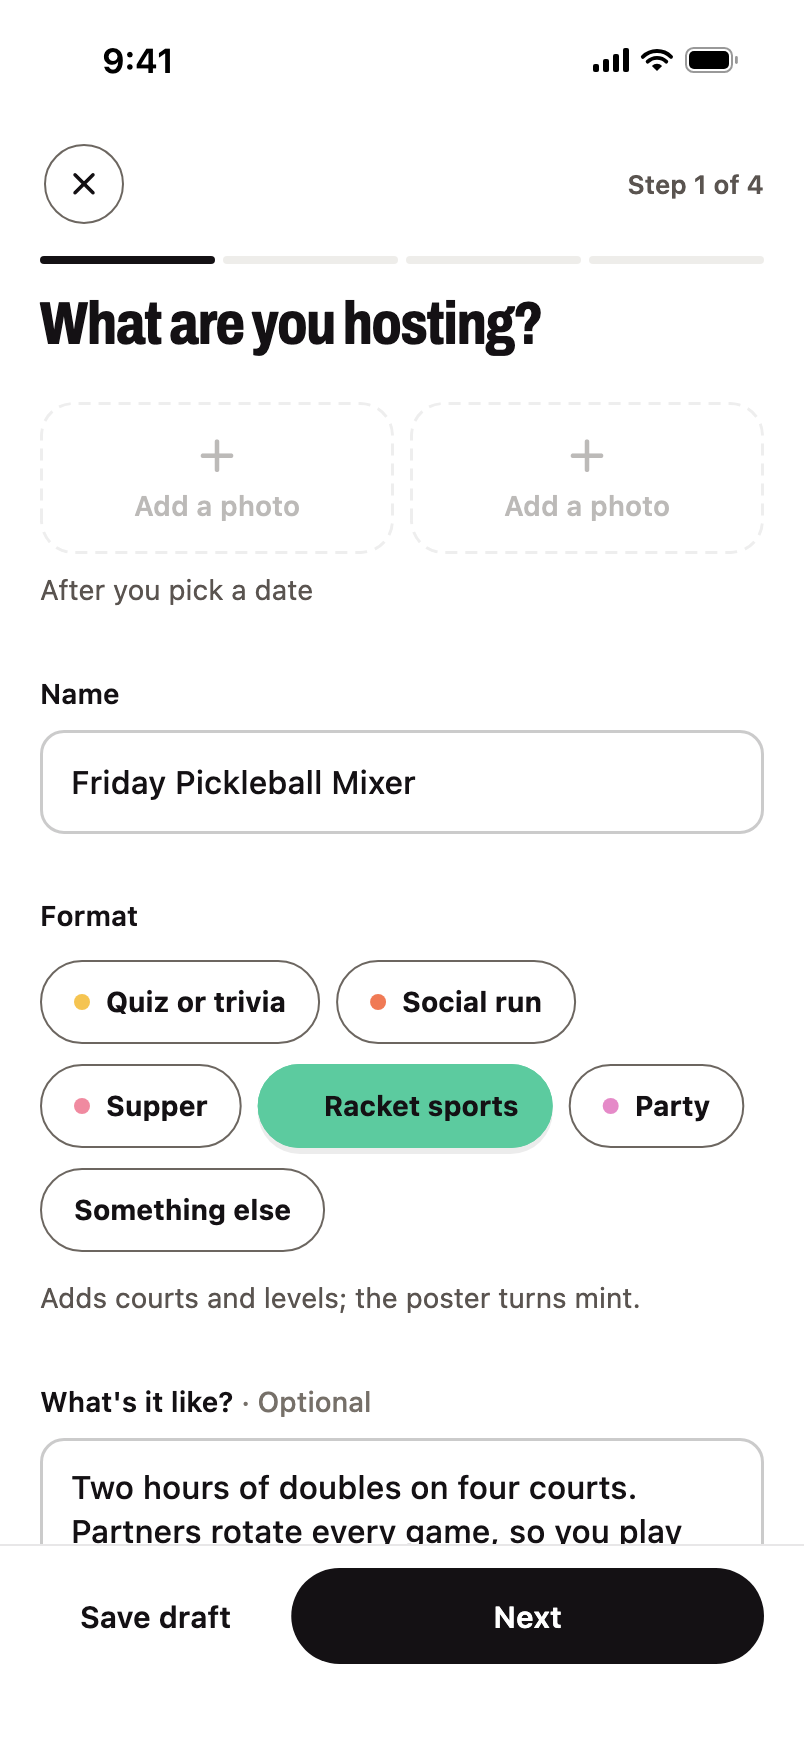 9:41
Step 1 of 4
What are you hosting?
Add a photo
Add a photo
After you pick a date
Name
Friday Pickleball Mixer
Format
Quiz or trivia
Social run
Supper
Racket sports
Party
Something else
Adds courts and levels; the poster turns mint.
What's it like? · Optional
Two hours of doubles on four courts.
Partners rotate every game, so you play
Save draft
Next